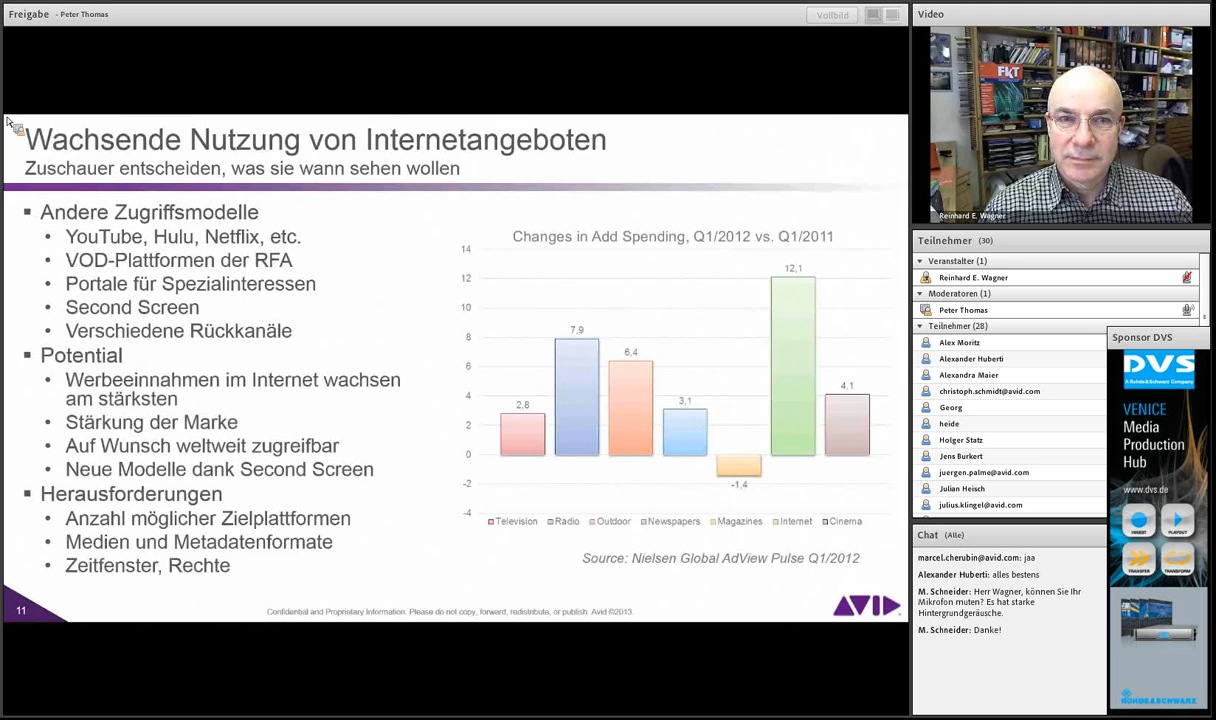 Freigabe - Peter Thomas
Vollbild
Wachsende Nutzung von Internetangeboten
Zuschauer entscheiden, was sie wann sehen wollen
Andere Zugriffsmodelle
YouTube, Hulu, Netflix, etc.
VOD-Plattformen der RFA
Portale für Spezialinteressen
Second Screen
Verschiedene Rückkanäle
Potential
Werbeeinnahmen im Internet wachsen
am stärksten
Stärkung der Marke
Auf Wunsch weltweit zugreifbar
Neue Modelle dank Second Screen
Herausforderungen
Anzahl möglicher Zielplattformen
Medien und Metadatenformate
Zeitfenster, Rechte
Changes in Add Spending, Q1/2012 vs. Q1/2011
14
12
10
8
6
4
2
0
-2
-4
2,8
7,9
6,4
3,1
-1,4
12,1
4,1
Television Radio Outdoor Newspapers Magazines Internet Cinema
Source: Nielsen Global AdView Pulse Q1/2012
11
Confidential and Proprietary Information. Please do not copy, forward, redistribute, or publish. Avid ©2013.
AVID
Video
FKT
Reinhard E. Wagner
Teilnehmer (30)
Veranstalter (1)
Reinhard E. Wagner
Moderatoren (1)
Peter Thomas
Teilnehmer (28)
Alex Moritz
Alexander Huberti
Alexandra Maier
christoph.schmidt@avid.com
Georg
heide
Holger Statz
Jens Burkert
juergen.palme@avid.com
Julian Heisch
julius.klingel@avid.com
Chat (Alle)
marcel.cherubin@avid.com: jaa
Alexander Huberti: alles bestens
M. Schneider: Herr Wagner, können Sie Ihr
Mikrofon muten? Es hat starke
Hintergrundgeräusche.
M. Schneider: Danke!
Sponsor DVS
DVS
A Rohde&Schwarz Company
VENICE
Media
Production
Hub
www.dvs.de
INGEST
PLAYOUT
TRANSFER
TRANSFORM
ROHDE&SCHWARZ